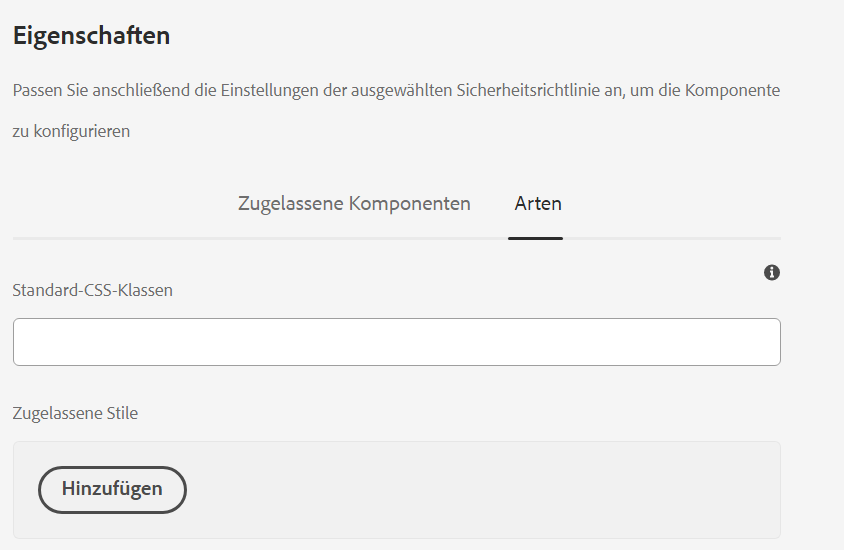 Eigenschaften
Passen Sie anschließend die Einstellungen der ausgewählten Sicherheitsrichtlinie an, um die Komponente
zu konfigurieren
Zugelassene Komponenten Arten
Standard-CSS-Klassen
Zugelassene Stile
Hinzufügen